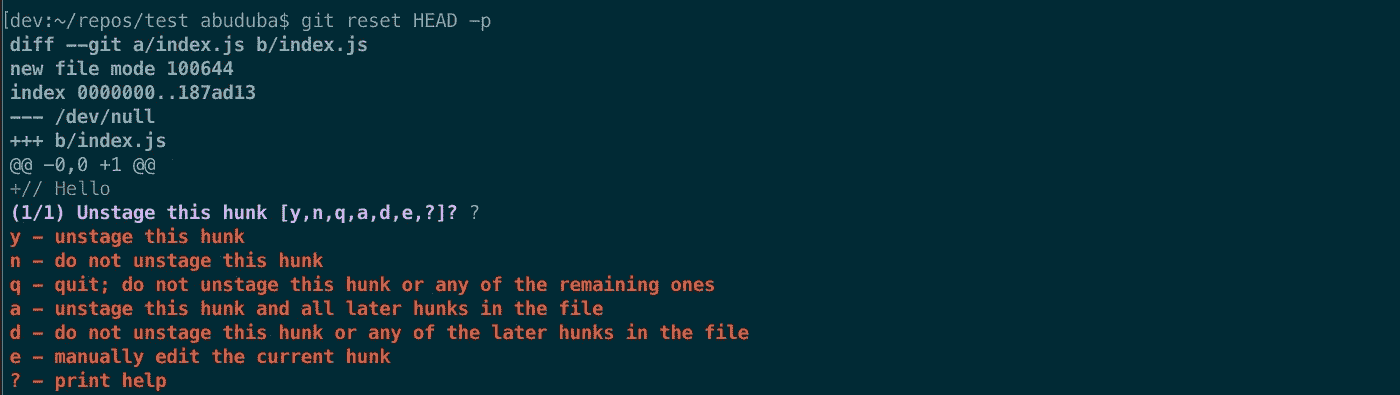 [dev:~/repos/test abuduba$ git reset HEAD -p
diff --git a/index.js b/index.js
new file mode 100644
index 0000000..187ad13
--- /dev/null
+++ b/index.js
@@ -0,0 +1 @@
+// Hello
(1/1) Unstage this hunk [y,n,q,a,d,e,?]? ?
y - unstage this hunk
n - do not unstage this hunk
q - quit; do not unstage this hunk or any of the remaining ones
a - unstage this hunk and all later hunks in the file
d - do not unstage this hunk or any of the later hunks in the file
e - manually edit the current hunk
? - print help